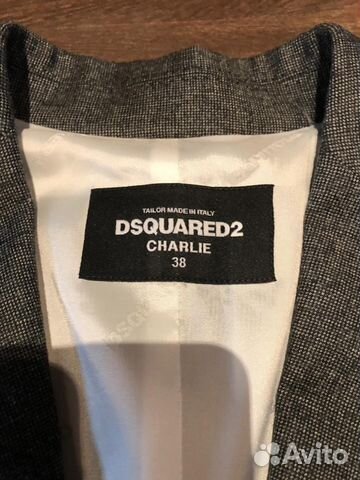 TAILOR MADE IN ITALY
DSQUARED2
CHARLIE
38
Avito